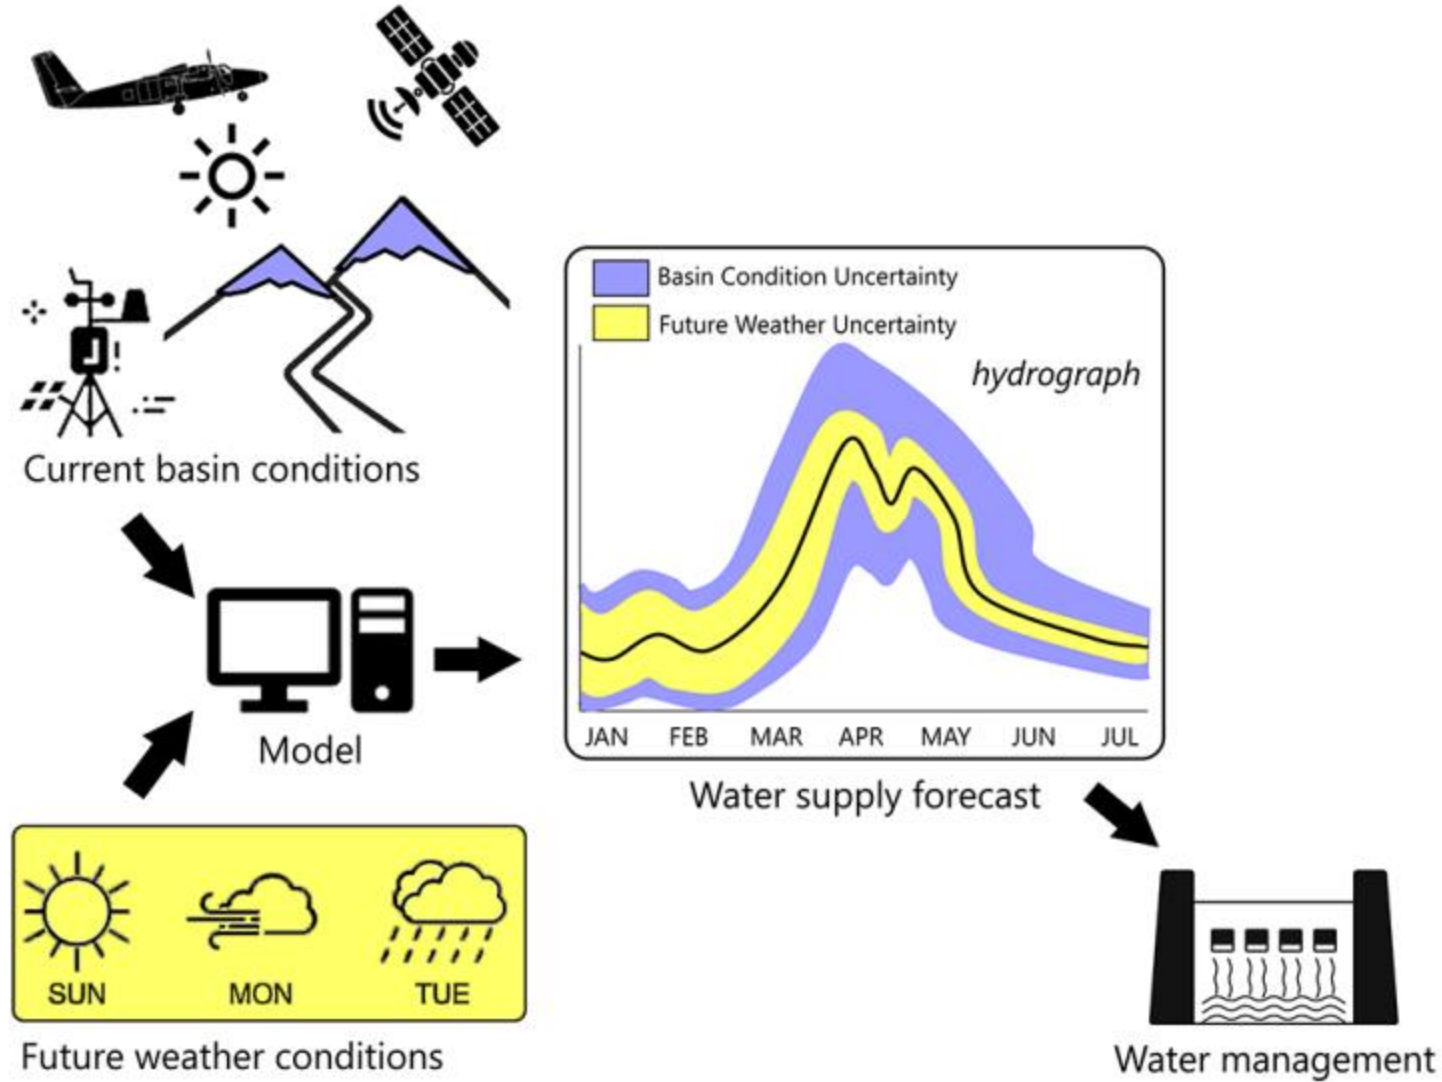 Current basin conditions
Model
SUN MON TUE
Future weather conditions
Basin Condition Uncertainty
Future Weather Uncertainty
hydrograph
JAN FEB MAR APR MAY JUN JUL
Water supply forecast
Water management